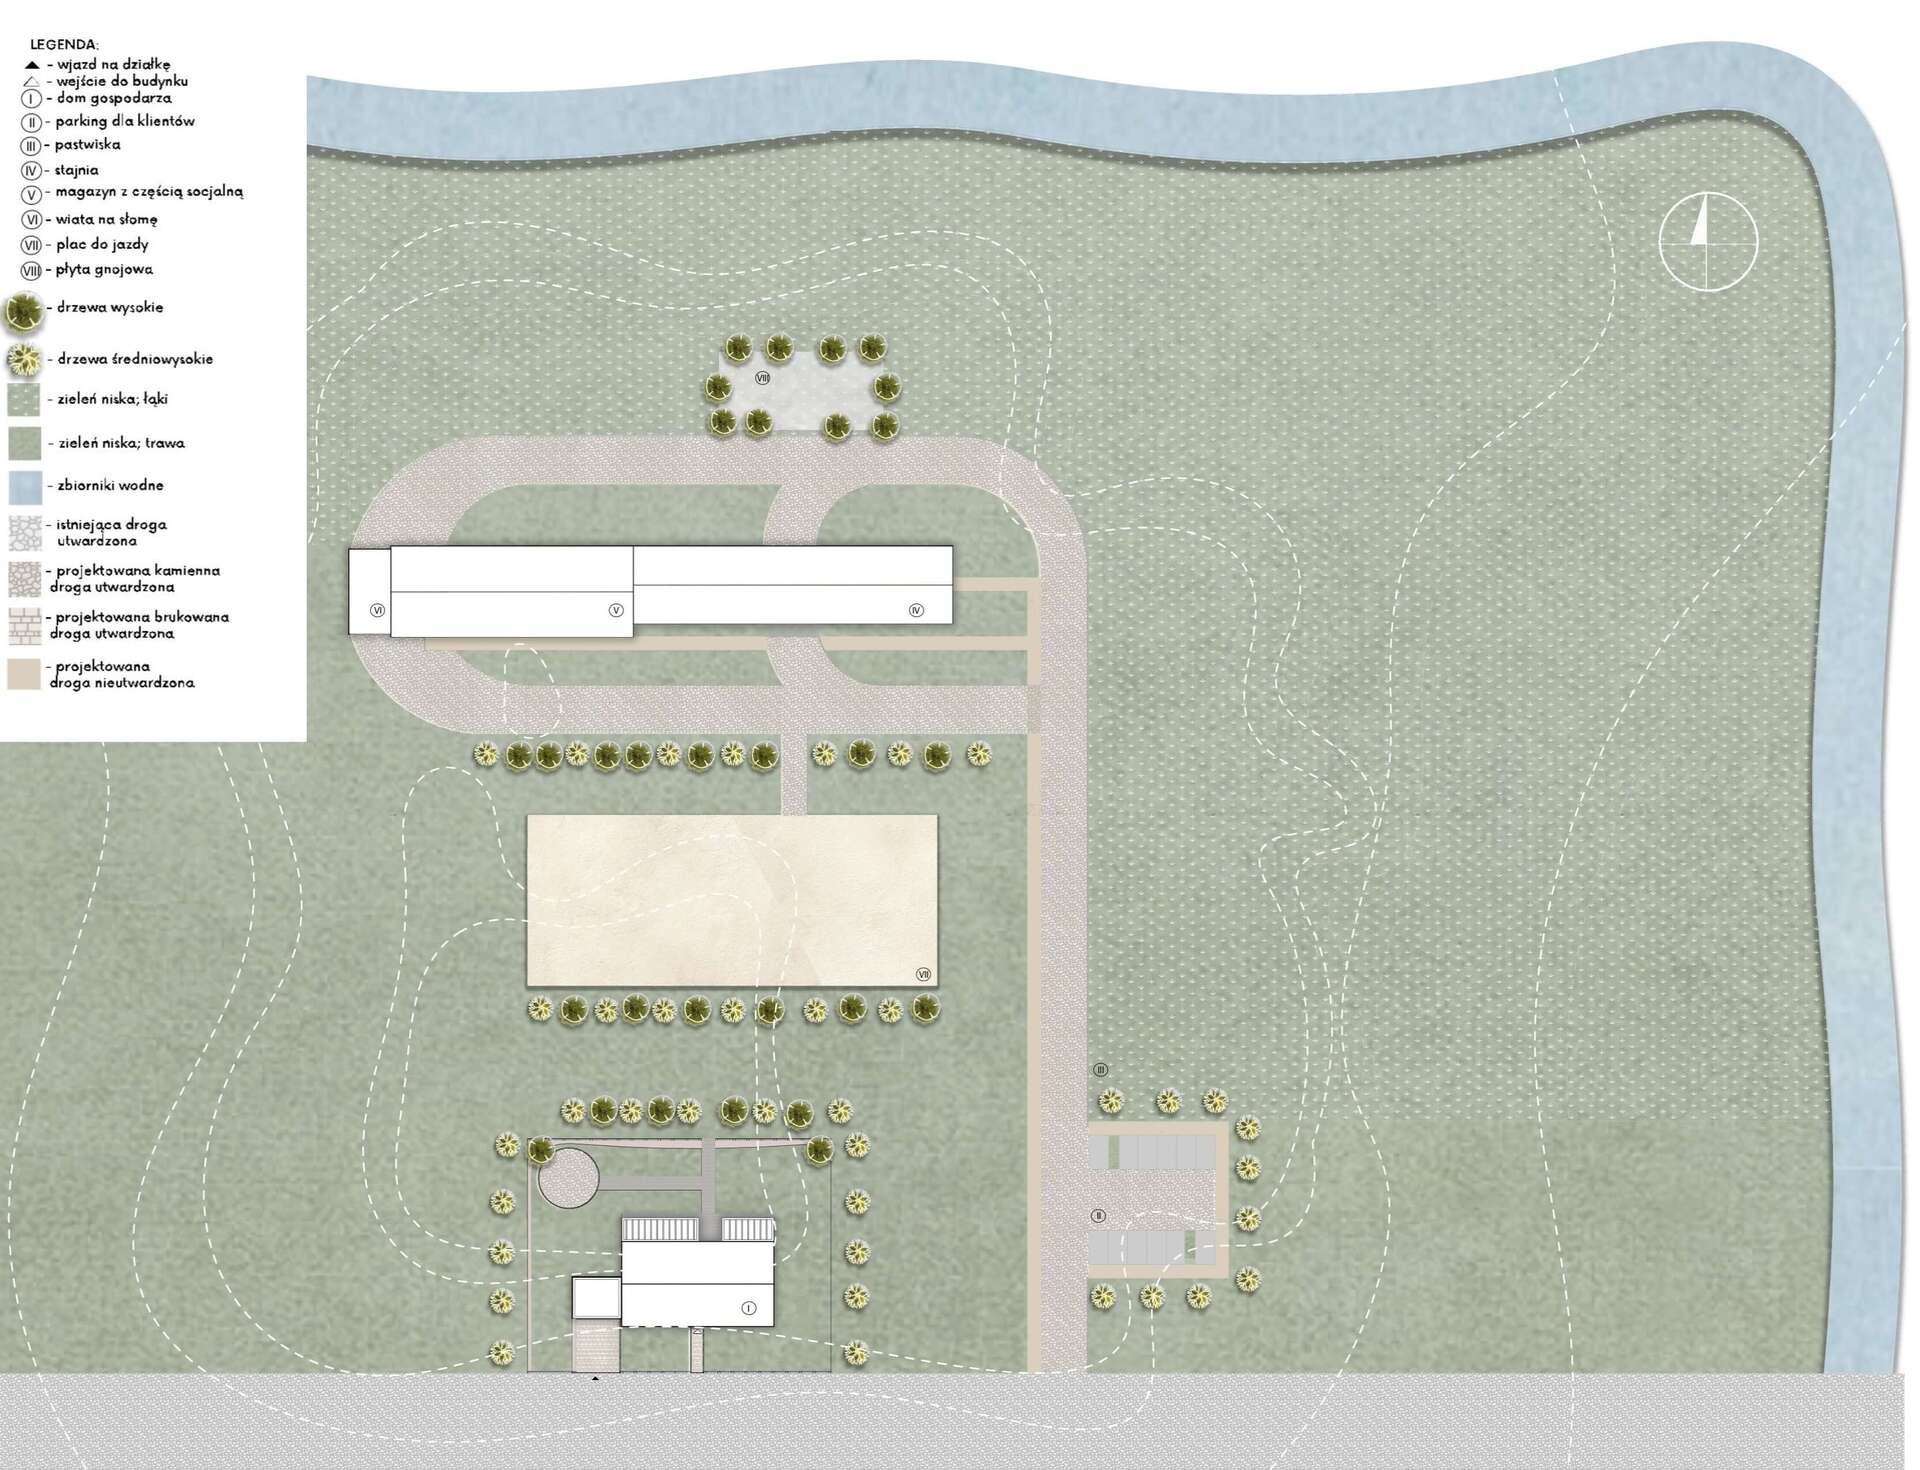 LEGENDA:
- wjazd na działkę
- wejście do budynku
I - dom gospodarza
II - parking dla klientów
III - pastwiska
IV - stajnia
V - magazyn z częścią socjalną
VI - wiata na słomę
VII - plac do jazdy
VIII - płyta gnojowa
- drzewa wysokie
- drzewa średniowysokie
- zieleń niska; łąki
- zieleń niska; trawa
- zbiorniki wodne
- istniejąca droga
utwardzona
- projektowana kamienna
droga utwardzona
- projektowana brukowana
droga utwardzona
- projektowana
droga nieutwardzona
VIII
VI
V
IV
VII
III
II
I